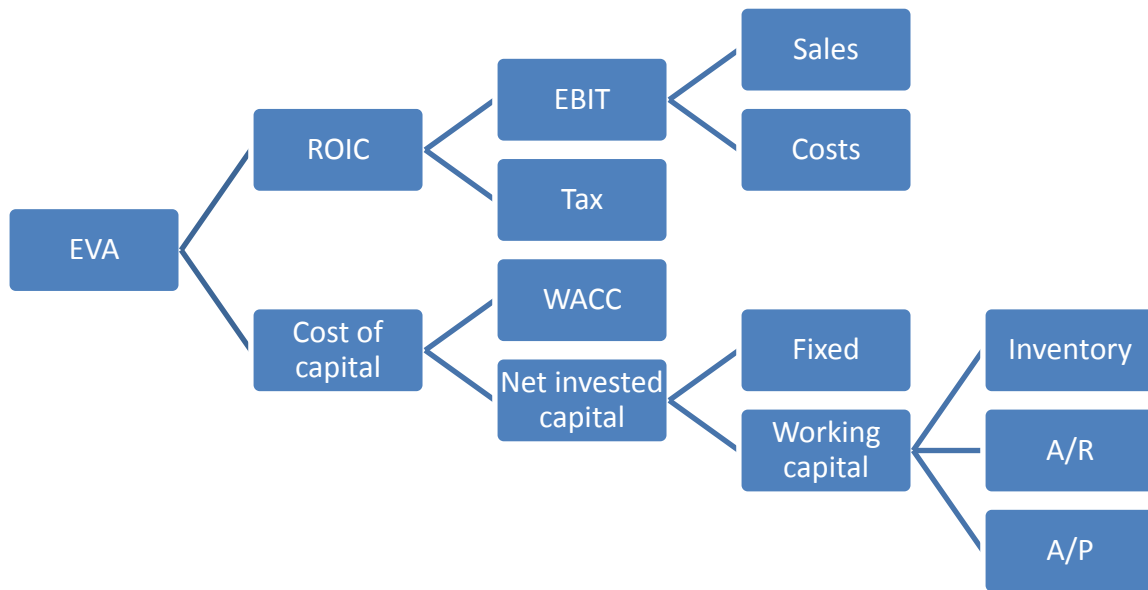 Sales
EBIT
ROIC
Costs
Tax
EVA
WACC
Cost of
capital
Fixed
Inventory
Net invested
capital
Working
capital
A/R
A/P